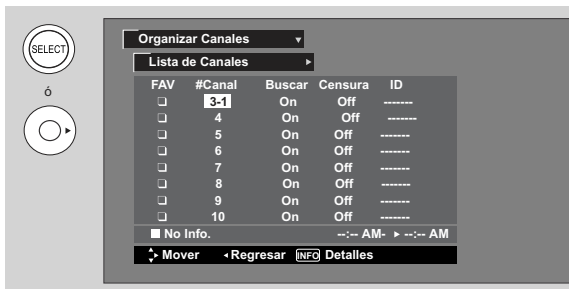 SELECT
ó
Organizar Canales
Lista de Canales
FAV #Canal Buscar Censura ID
3-1 On Off -------
4 On Off -------
5 On Off -------
6 On Off -------
7 On Off -------
8 On Off -------
9 On Off -------
10 On Off -------
No Info. --:-- AM- ► --:-- AM
Mover ◂Regresar INFO Detalles